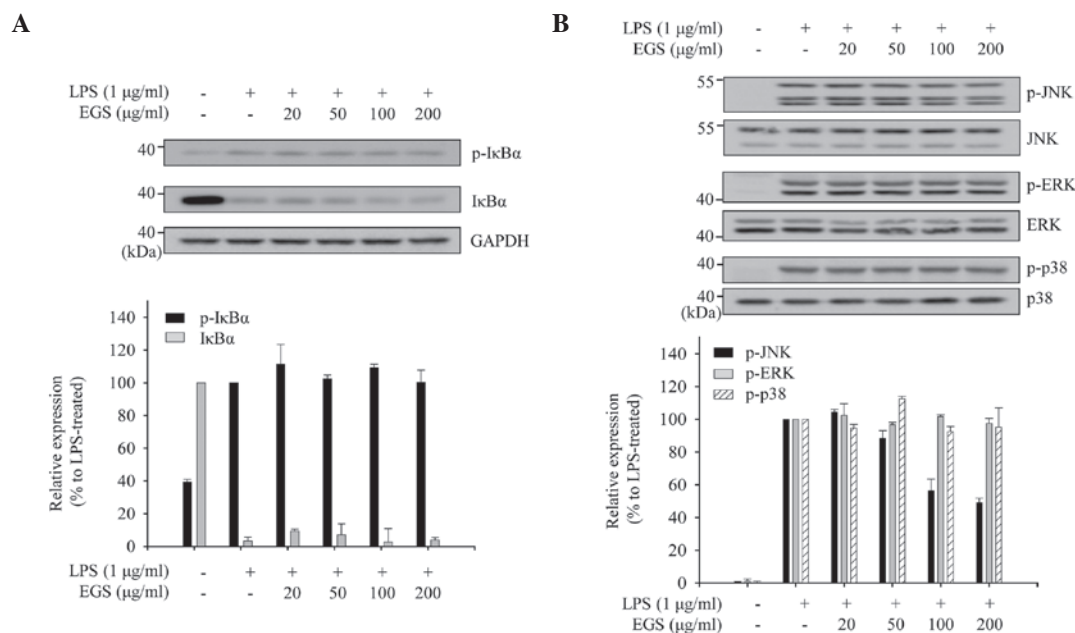 A
LPS (1 μg/ml) - + + + + +
EGS (μg/ml) - - 20 50 100 200
40
p-IκBα
40
IκBα
40
(kDa)
GAPDH
140
120
100
80
60
40
20
0
Relative expression
(% to LPS-treated)
p-IκBα
IκBα
LPS (1 μg/ml) - + + + + +
EGS (μg/ml) - - 20 50 100 200
B
LPS (1 μg/ml) - + + + + +
EGS (μg/ml) - - 20 50 100 200
55
p-JNK
55
JNK
40
p-ERK
40
ERK
40
p-p38
40
(kDa)
p38
140
120
100
80
60
40
20
0
Relative expression
(% to LPS-treated)
p-JNK
p-ERK
p-p38
LPS (1 μg/ml) - + + + + +
EGS (μg/ml) - - 20 50 100 200